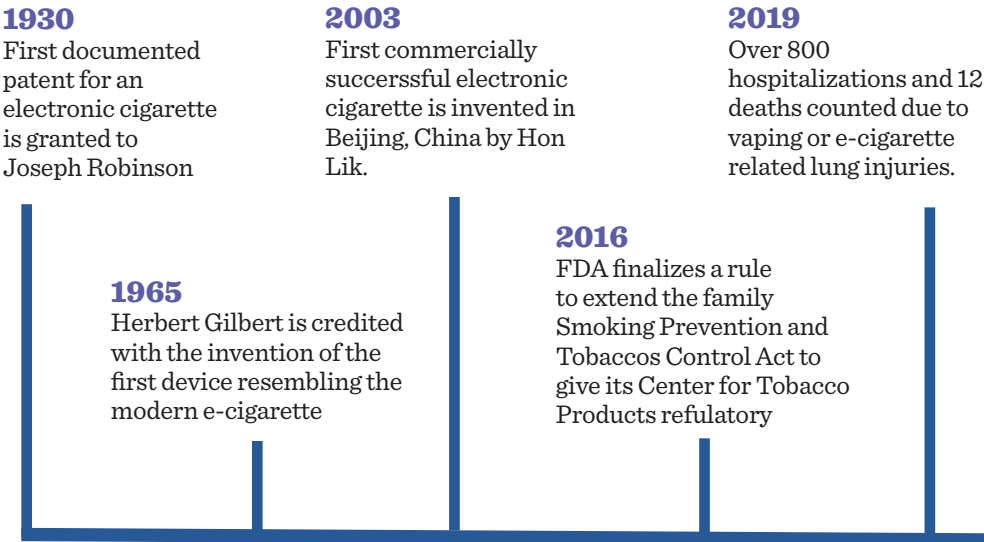 1930
First documented
patent for an
electronic cigarette
is granted to
Joseph Robinson
1965
Herbert Gilbert is credited
with the invention of the
first device resembling the
modern e-cigarette
2003
First commercially
succerssful electronic
cigarette is invented in
Beijing, China by Hon
Lik.
2016
FDA finalizes a rule
to extend the family
Smoking Prevention and
Tobaccos Control Act to
give its Center for Tobacco
Products refulatory
2019
Over 800
hospitalizations and 12
deaths counted due to
vaping or e-cigarette
related lung injuries.